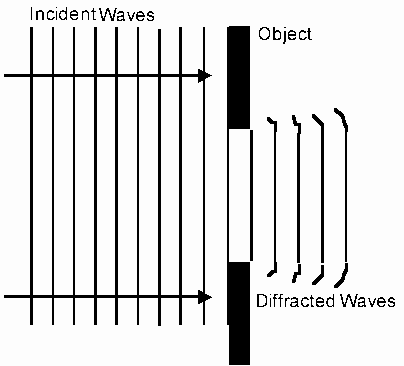 Incident Waves
Object
Diffracted Waves